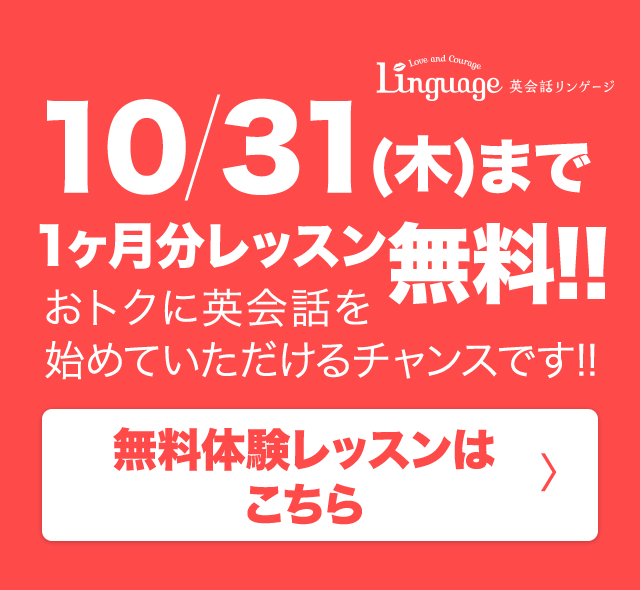 Love and Courage
Linguage 英会話リンゲージ
10/31(木)まで
1ヶ月分レッスン無料!!
おトクに英会話を
始めていただけるチャンスです!!
無料体験レッスンは
こちら